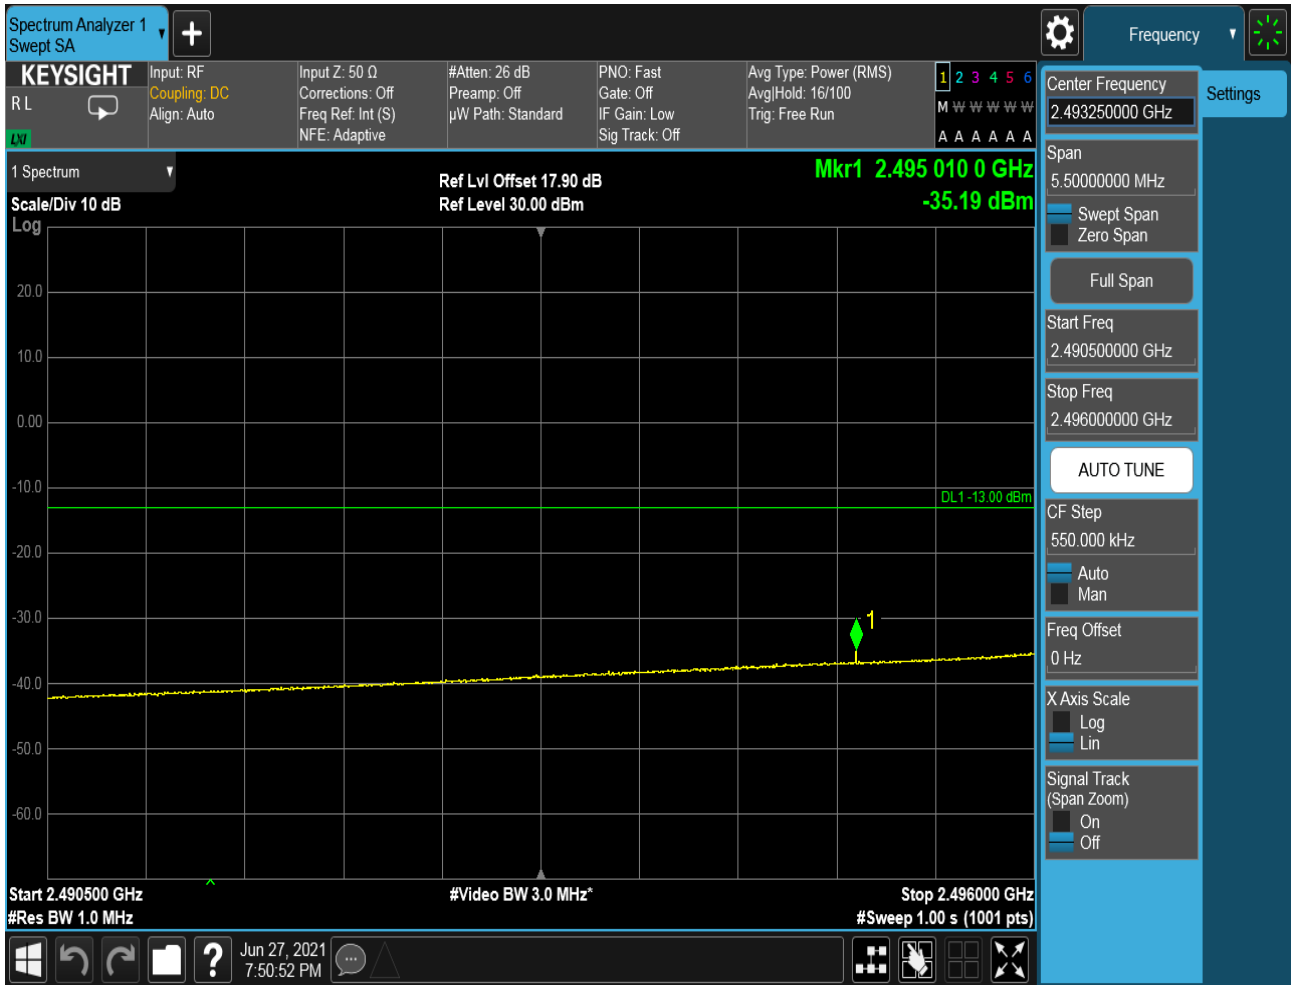 Spectrum Analyzer 1
Swept SA
Frequency
KEYSIGHT
R L
LXI
Input: RF
Coupling: DC
Align: Auto
Input Z: 50 Ω
Corrections: Off
Freq Ref: Int (S)
NFE: Adaptive
#Atten: 26 dB
Preamp: Off
µW Path: Standard
PNO: Fast
Gate: Off
IF Gain: Low
Sig Track: Off
Avg Type: Power (RMS)
Avg|Hold: 16/100
Trig: Free Run
1 2 3 4 5 6
M W W W W W
A A A A A A
1 Spectrum
Scale/Div 10 dB
Log
Ref Lvl Offset 17.90 dB
Ref Level 30.00 dBm
Mkr1 2.495 010 0 GHz
-35.19 dBm
20.0
10.0
0.00
-10.0
-20.0
-30.0
-40.0
-50.0
-60.0
DL1 -13.00 dBm
1
Start 2.490500 GHz
#Res BW 1.0 MHz
#Video BW 3.0 MHz*
Stop 2.496000 GHz
#Sweep 1.00 s (1001 pts)
Jun 27, 2021
7:50:52 PM
Center Frequency
2.493250000 GHz
Settings
Span
5.50000000 MHz
Swept Span
Zero Span
Full Span
Start Freq
2.490500000 GHz
Stop Freq
2.496000000 GHz
AUTO TUNE
CF Step
550.000 kHz
Auto
Man
Freq Offset
0 Hz
X Axis Scale
Log
Lin
Signal Track
(Span Zoom)
On
Off